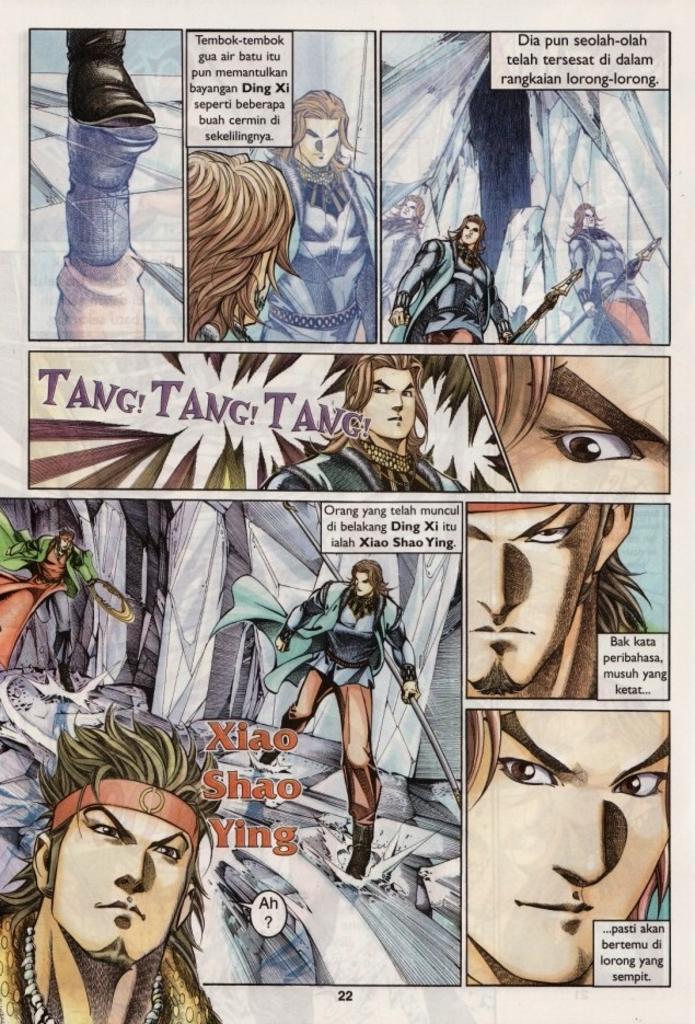 Tembok-tembok
gua air batu itu
pun memantulkan
bayangan Ding Xi
seperti beberapa
buah cermin di
sekelilingnya.
Dia pun seolah-olah
telah tersesat di dalam
rangkaian lorong-lorong.
TANG! TANG! TANG!
Orang yang telah muncul
di belakang Ding Xi itu
ialah Xiao Shao Ying.
Bak kata
peribahasa,
musuh yang
ketat...
Xiao
Shao
Ying
Ah
?
...pasti akan
bertemu di
lorong yang
sempit.
22